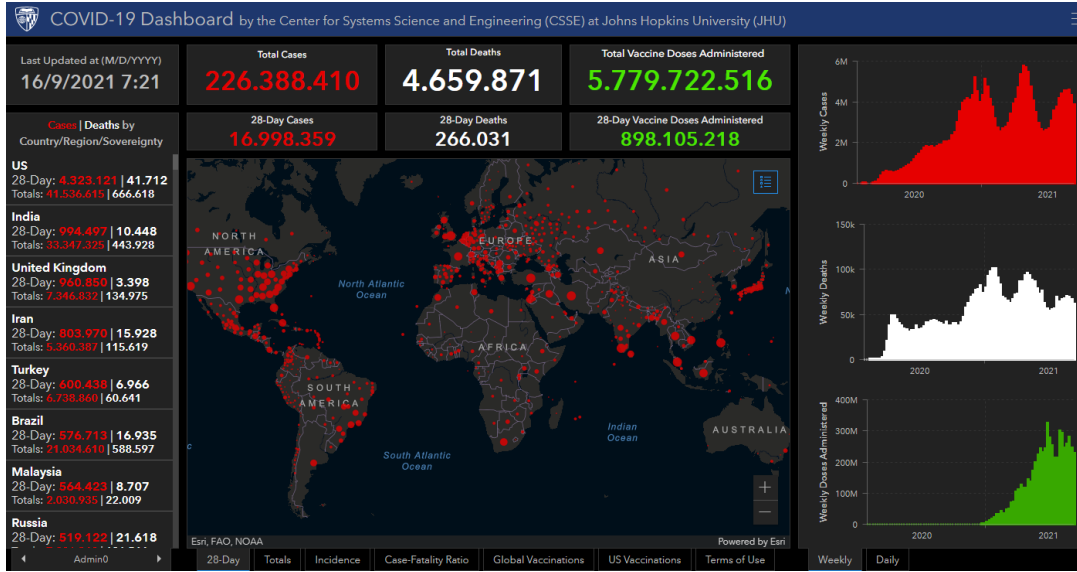 COVID-19 Dashboard by the Center for Systems Science and Engineering (CSSE) at Johns Hopkins University (JHU)
Last Updated at (M/D/YYYY)
16/9/2021 7:21
Total Cases
226.388.410
Total Deaths
4.659.871
Total Vaccine Doses Administered
5.779.722.516
28-Day Cases
16.998.359
28-Day Deaths
266.031
28-Day Vaccine Doses Administered
898.105.218
Cases | Deaths by
Country/Region/Sovereignty
US
28-Day: 4.323.121 | 41.712
Totals: 41.536.615 | 666.618
India
28-Day: 994.497 | 10.448
Totals: 33.347.325 | 443.928
United Kingdom
28-Day: 960.850 | 3.398
Totals: 7.346.832 | 134.975
Iran
28-Day: 803.970 | 15.928
Totals: 5.360.387 | 115.619
Turkey
28-Day: 600.438 | 6.966
Totals: 6.738.860 | 60.641
Brazil
28-Day: 576.713 | 16.935
Totals: 21.034.610 | 588.597
Malaysia
28-Day: 564.423 | 8.707
Totals: 2.030.935 | 22.009
Russia
28-Day: 519.122 | 21.618
Admin0
NORTH
AMERICA
EUROPE
ASIA
North Atlantic
Ocean
AFRICA
SOUTH
AMERICA
Indian
Ocean
AUSTRALIA
South Atlantic
Ocean
Esri, FAO, NOAA
Powered by Esri
28-Day
Totals
Incidence
Case-Fatality Ratio
Global Vaccinations
US Vaccinations
Terms of Use
Weekly Cases
6M
4M
2M
0
2020
2021
Weekly Deaths
150k
100k
50k
0
2020
2021
Weekly Doses Administered
400M
300M
200M
100M
0
2020
2021
Weekly
Daily